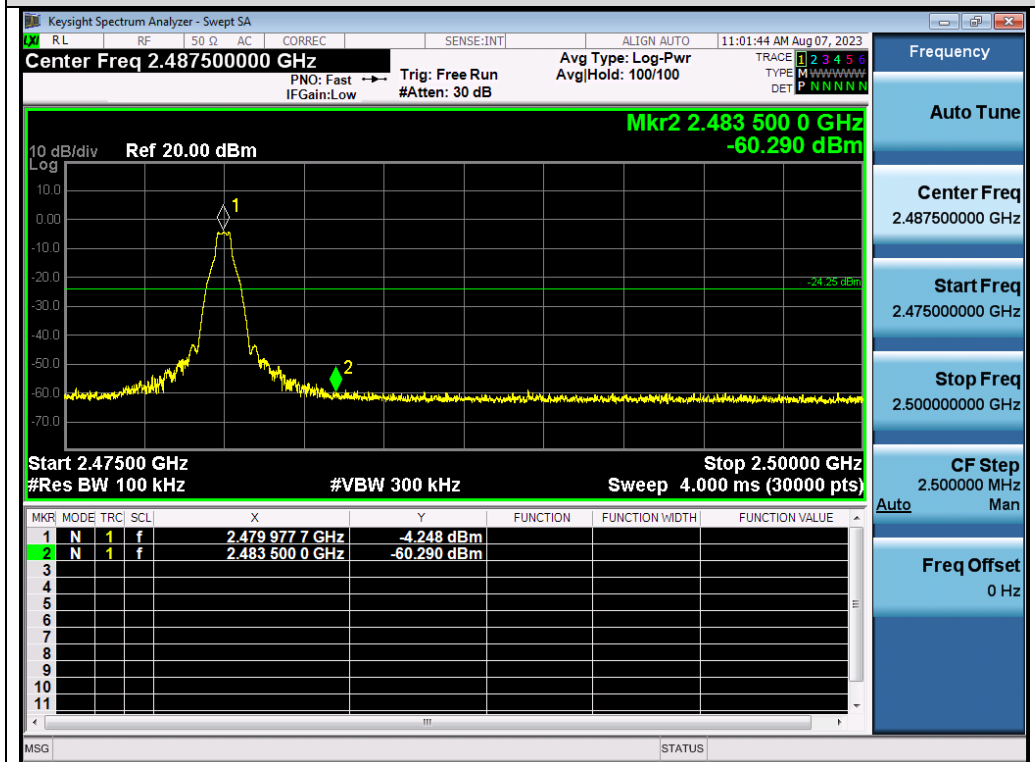 Keysight Spectrum Analyzer - Swept SA
LXI RL RF 50 Ω AC CORREC SENSE:INT ALIGN AUTO 11:01:44 AM Aug 07, 2023
Center Freq 2.487500000 GHz
PNO: Fast
IFGain:Low
Trig: Free Run
#Atten: 30 dB
Avg Type: Log-Pwr
Avg|Hold: 100/100
TRACE 1 2 3 4 5 6
TYPE M WWWWW
DET P N N N N N
Mkr2 2.483 500 0 GHz
-60.290 dBm
10 dB/div Ref 20.00 dBm
Log
10.0
0.00
-10.0
-20.0
-30.0
-40.0
-50.0
-60.0
-70.0
1
2
-24.25 dBm
Start 2.47500 GHz Stop 2.50000 GHz
#Res BW 100 kHz #VBW 300 kHz Sweep 4.000 ms (30000 pts)
MKR MODE TRC SCL X Y FUNCTION FUNCTION WIDTH FUNCTION VALUE
1 N 1 f 2.479 977 7 GHz -4.248 dBm
2 N 1 f 2.483 500 0 GHz -60.290 dBm
3
4
5
6
7
8
9
10
11
MSG STATUS
Frequency
Auto Tune
Center Freq
2.487500000 GHz
Start Freq
2.475000000 GHz
Stop Freq
2.500000000 GHz
CF Step
2.500000 MHz
Auto Man
Freq Offset
0 Hz